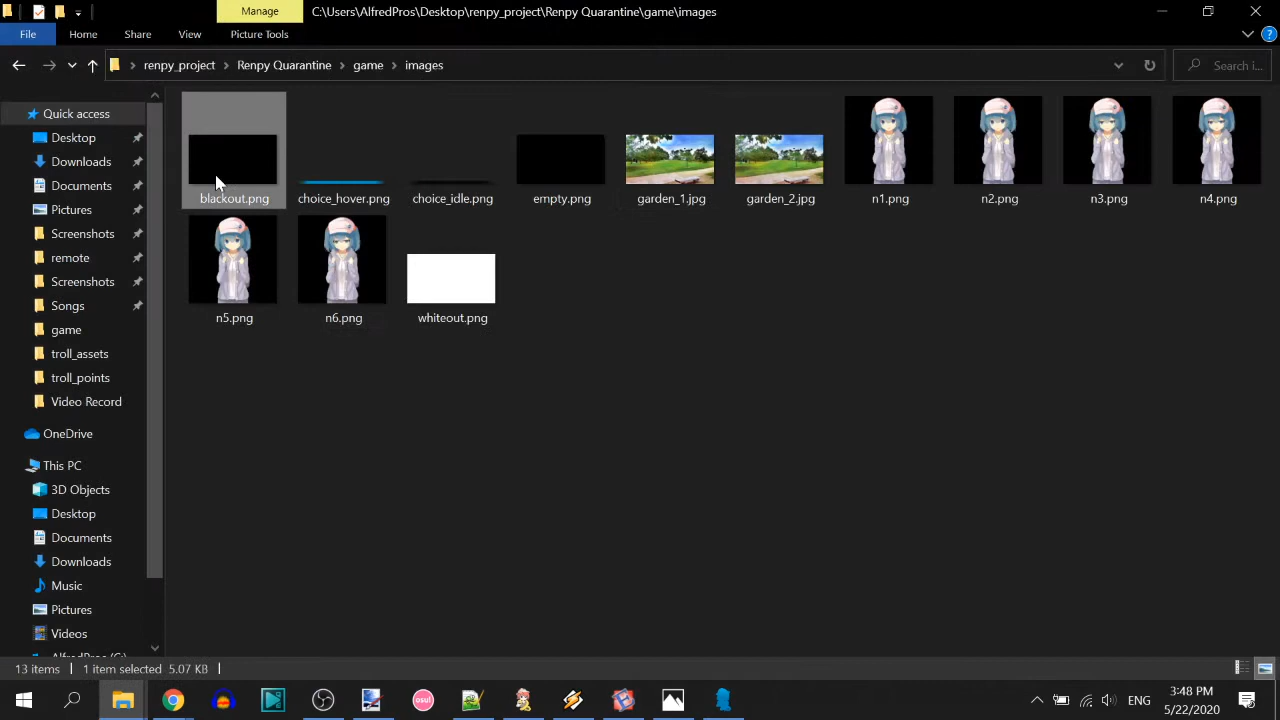 Manage
C:\Users\AlfredPros\Desktop\renpy_project\Renpy Quarantine\game\images
File
Home
Share
View
Picture Tools
renpy_project
Renpy Quarantine
game
images
Search i...
Quick access
Desktop
Downloads
Documents
Pictures
Screenshots
remote
Screenshots
Songs
game
troll_assets
troll_points
Video Record
OneDrive
This PC
3D Objects
Desktop
Documents
Downloads
Music
Pictures
Videos
blackout.png
choice_hover.png
choice_idle.png
empty.png
garden_1.jpg
garden_2.jpg
n1.png
n2.png
n3.png
n4.png
n5.png
n6.png
whiteout.png
13 items
1 item selected 5.07 KB
osu!
ENG
3:48 PM
5/22/2020